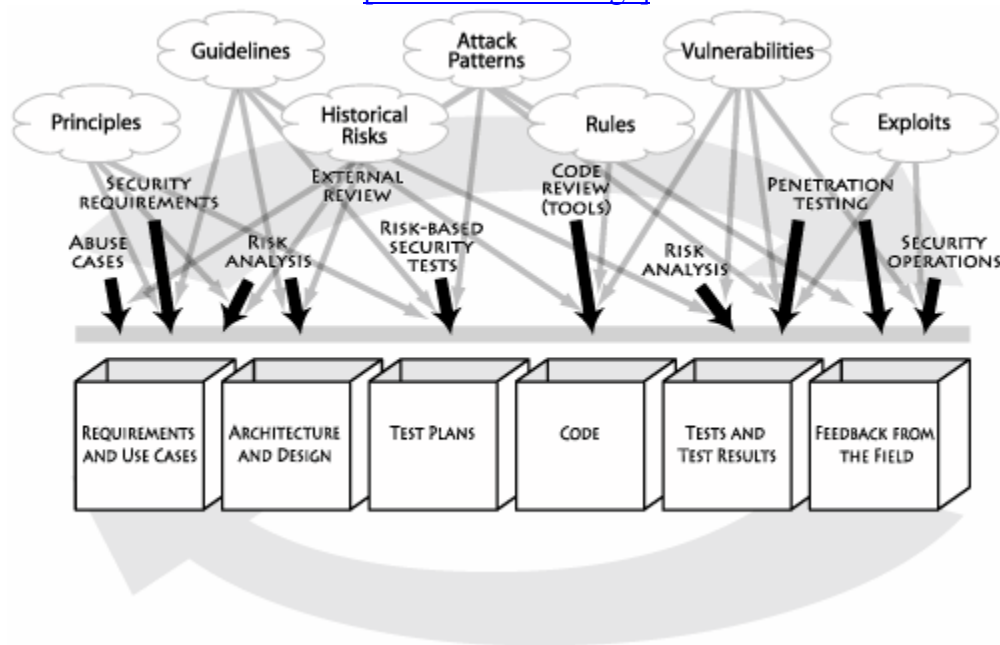 Guidelines
Attack
Patterns
Vulnerabilities
Principles
Historical
Risks
Rules
Exploits
SECURITY
REQUIREMENTS
EXTERNAL
REVIEW
CODE
REVIEW
(TOOLS)
PENETRATION
TESTING
ABUSE
CASES
RISK
ANALYSIS
RISK-BASED
SECURITY
TESTS
RISK
ANALYSIS
SECURITY
OPERATIONS
REQUIREMENTS
AND USE CASES
ARCHITECTURE
AND DESIGN
TEST PLANS
CODE
TESTS AND
TEST RESULTS
FEEDBACK FROM
THE FIELD